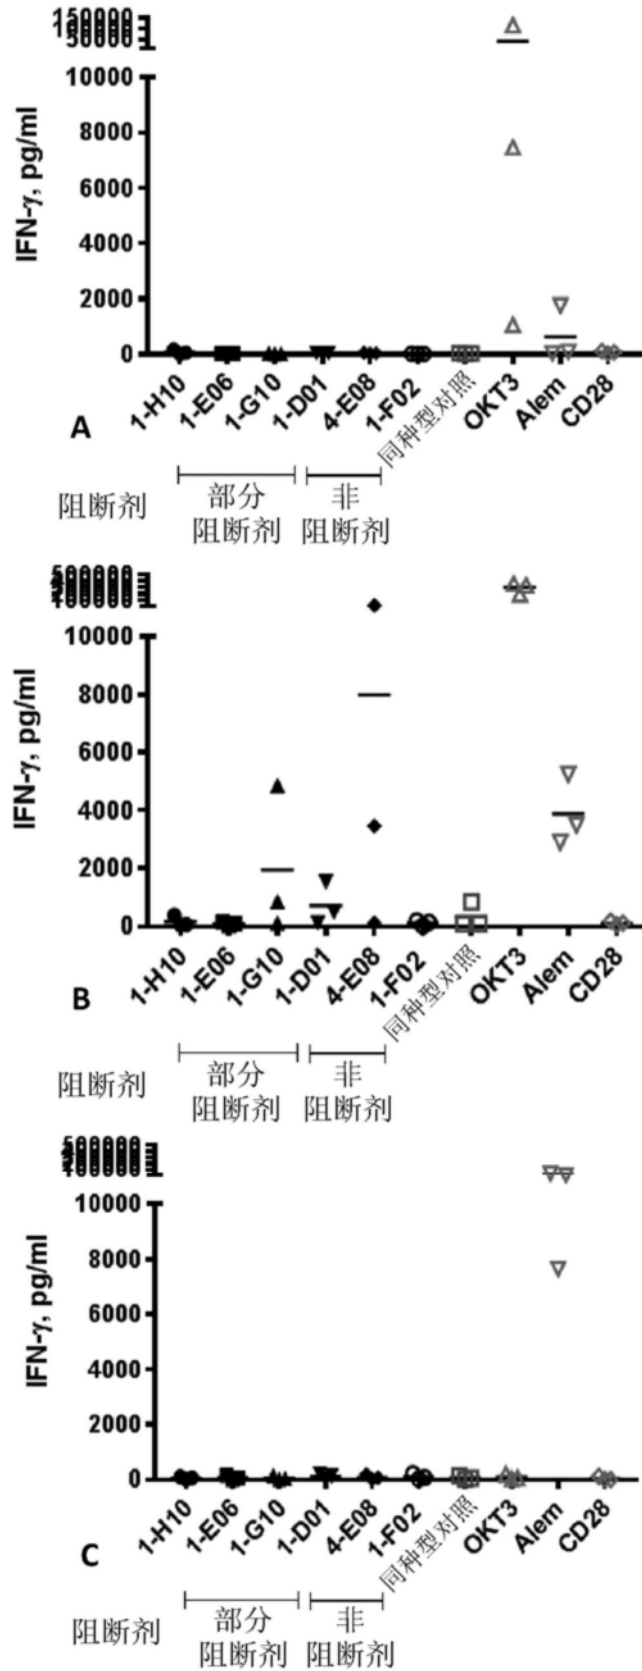 150000
100000
50000
10000
8000
6000
4000
2000
0
IFN-γ, pg/ml
1-H10
1-E06
1-G10
1-D01
4-E08
1-F02
同种型对照
OKT3
Alem
CD28
A
阻断剂
部分
阻断剂
非
阻断剂
500000
100000
10000
8000
6000
4000
2000
0
IFN-γ, pg/ml
1-H10
1-E06
1-G10
1-D01
4-E08
1-F02
同种型对照
OKT3
Alem
CD28
B
阻断剂
部分
阻断剂
非
阻断剂
500000
100000
10000
8000
6000
4000
2000
0
IFN-γ, pg/ml
1-H10
1-E06
1-G10
1-D01
4-E08
1-F02
同种型对照
OKT3
Alem
CD28
C
阻断剂
部分
阻断剂
非
阻断剂